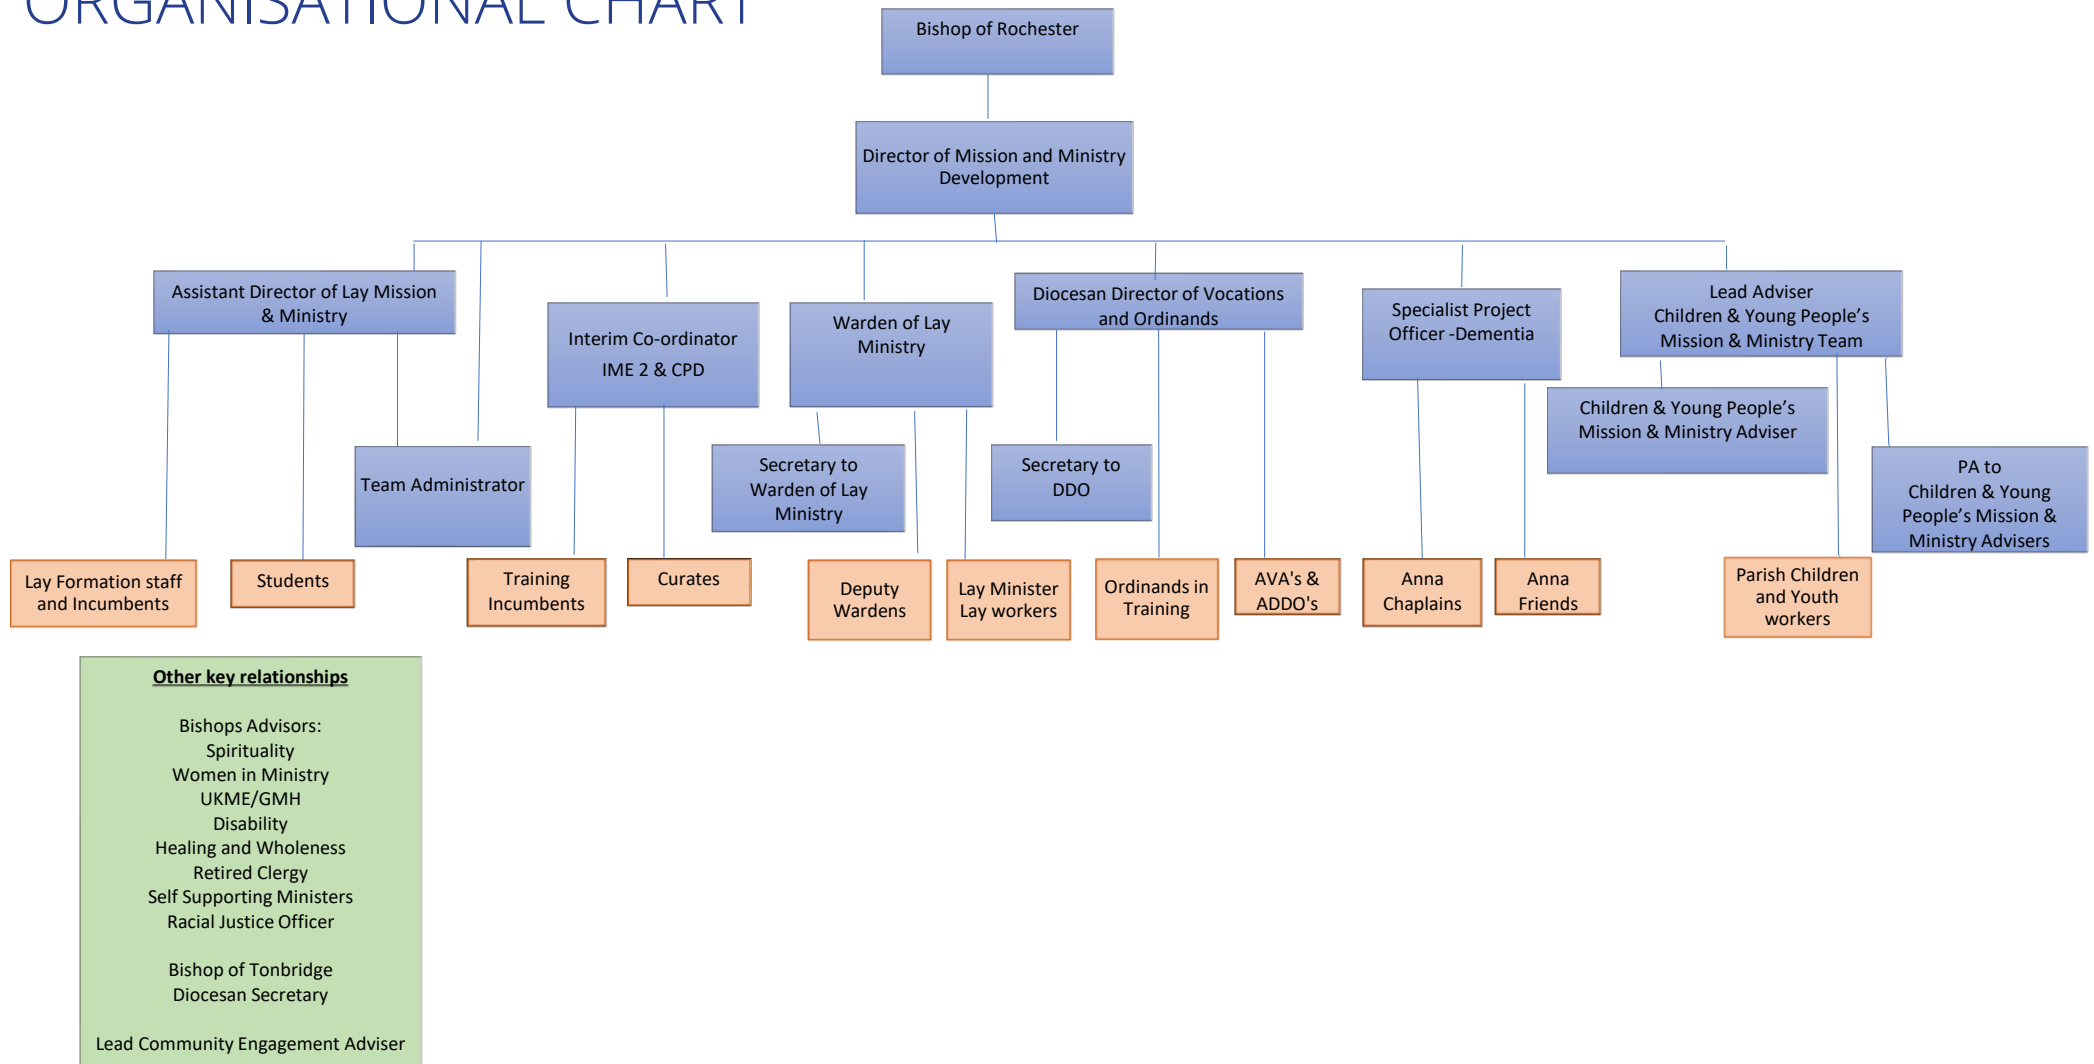 ORGANISATIONAL CHART
Bishop of Rochester
Director of Mission and Ministry
Development
Assistant Director of Lay Mission
& Ministry
Interim Co-ordinator
IME 2 & CPD
Warden of Lay
Ministry
Diocesan Director of Vocations
and Ordinands
Specialist Project
Officer -Dementia
Lead Adviser
Children & Young People’s
Mission & Ministry Team
Children & Young People’s
Mission & Ministry Adviser
Team Administrator
Secretary to
Warden of Lay
Ministry
Secretary to
DDO
PA to
Children & Young
People’s Mission &
Ministry Advisers
Lay Formation staff
and Incumbents
Students
Training
Incumbents
Curates
Deputy
Wardens
Lay Minister
Lay workers
Ordinands in
Training
AVA's &
ADDO's
Anna
Chaplains
Anna
Friends
Parish Children
and Youth
workers
Other key relationships
Bishops Advisors:
Spirituality
Women in Ministry
UKME/GMH
Disability
Healing and Wholeness
Retired Clergy
Self Supporting Ministers
Racial Justice Officer
Bishop of Tonbridge
Diocesan Secretary
Lead Community Engagement Adviser